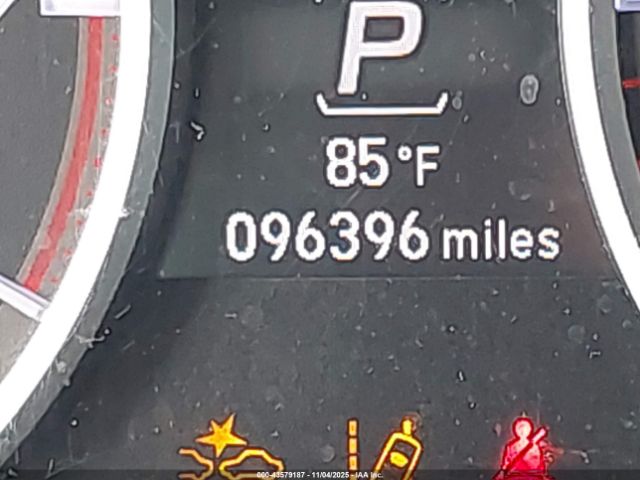 P
85°F
096396 miles
000-43579187 - 11/04/2025 - IAA Inc.